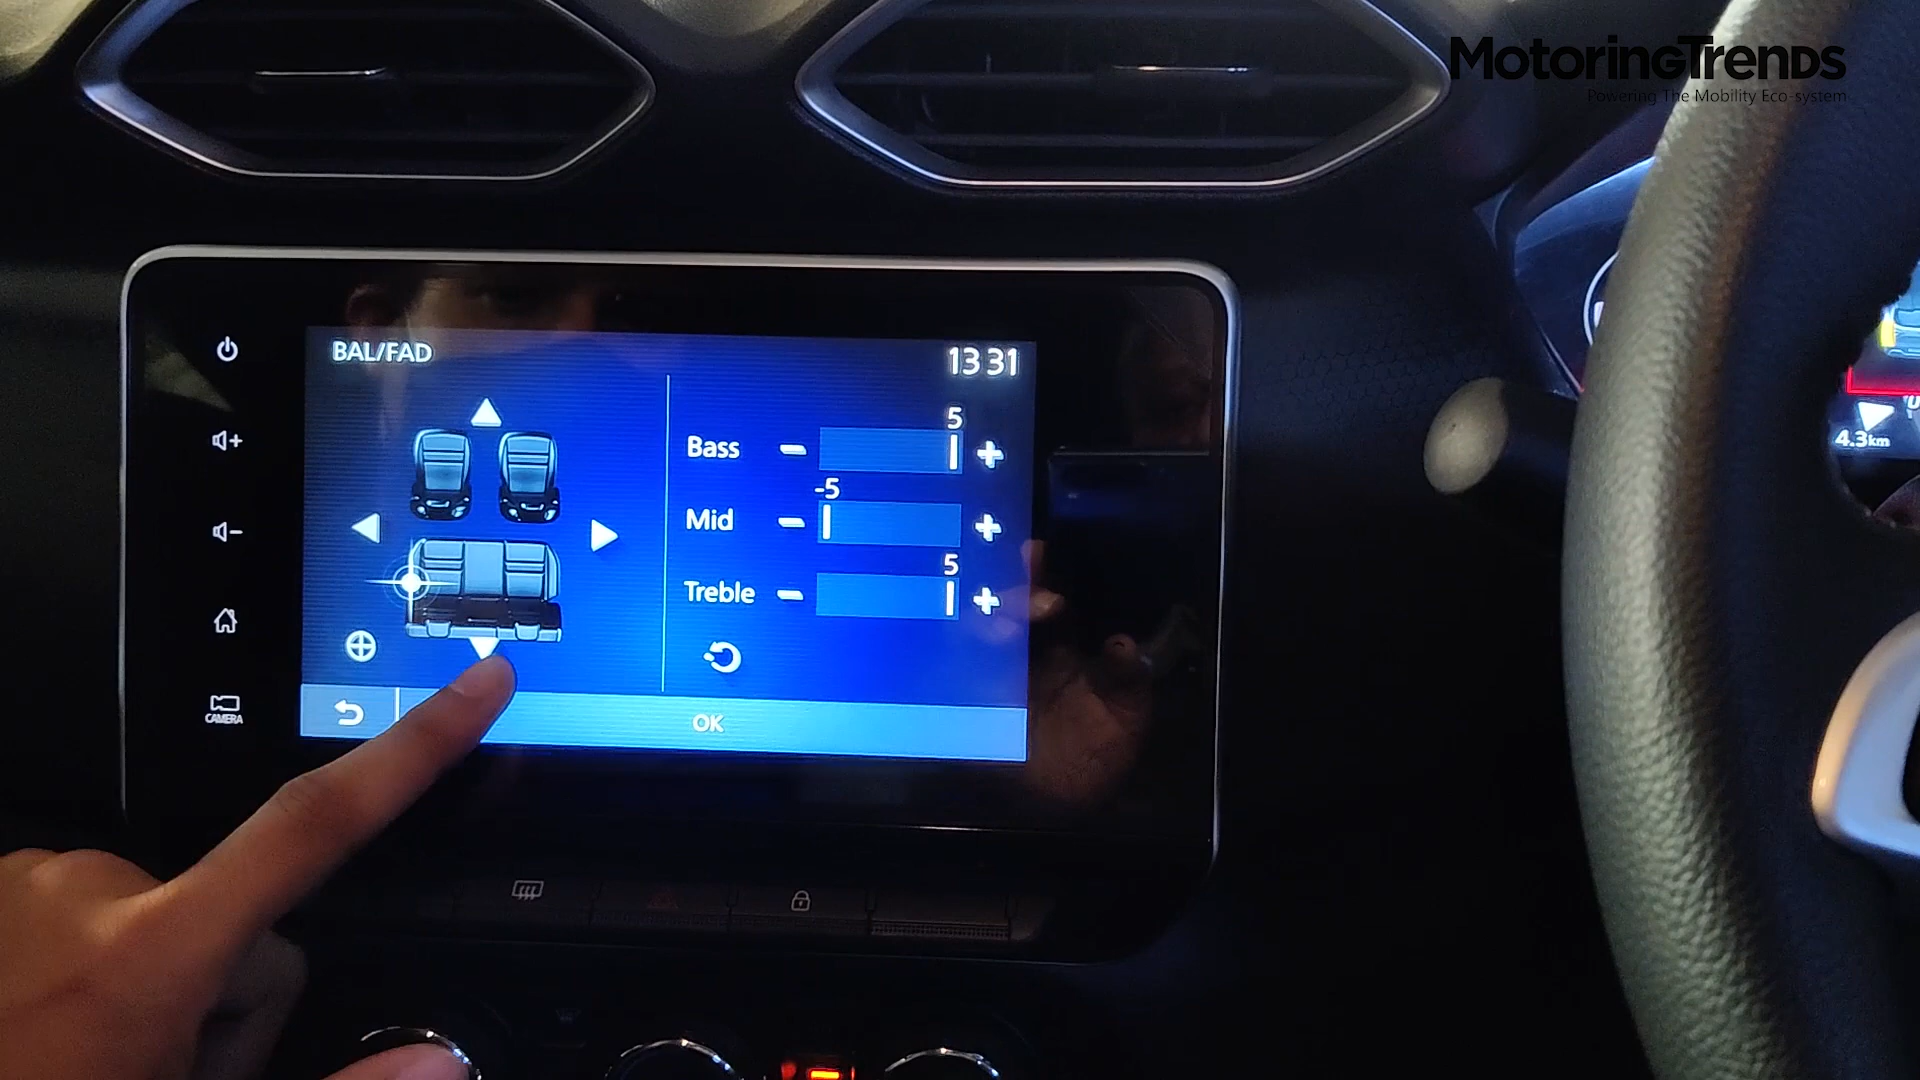 MotoringTrends
Powering The Mobility Eco-system
BAL/FAD
13 31
5
Bass
-5
Mid
5
Treble
OK
CAMERA
4.3km